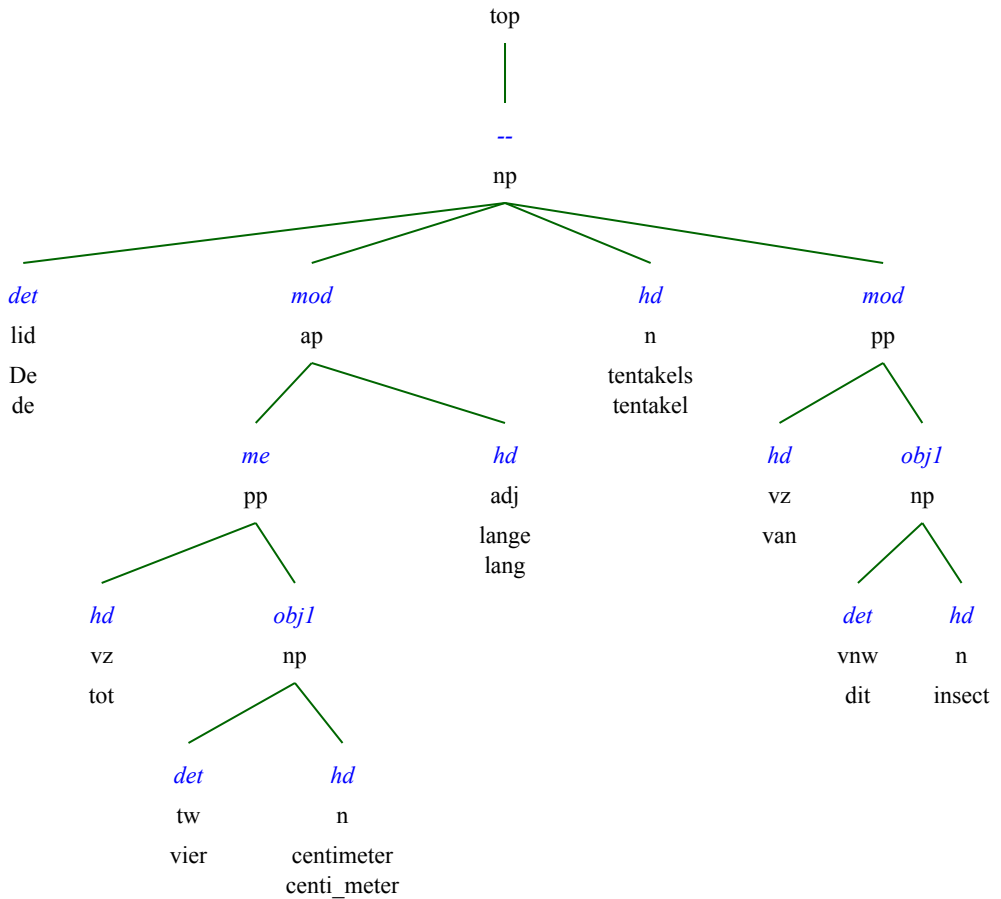 top
--
np
det mod hd mod
lid ap n pp
De tentakels
de tentakel
me hd hd obj1
pp adj vz np
lange van
lang
hd obj1 det hd
vz np vnw n
tot dit insect
det hd
tw n
vier centimeter
centi_meter